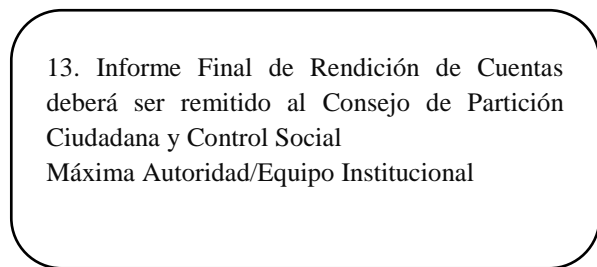 13. Informe Final de Rendición de Cuentas
deberá ser remitido al Consejo de Partición
Ciudadana y Control Social
Máxima Autoridad/Equipo Institucional